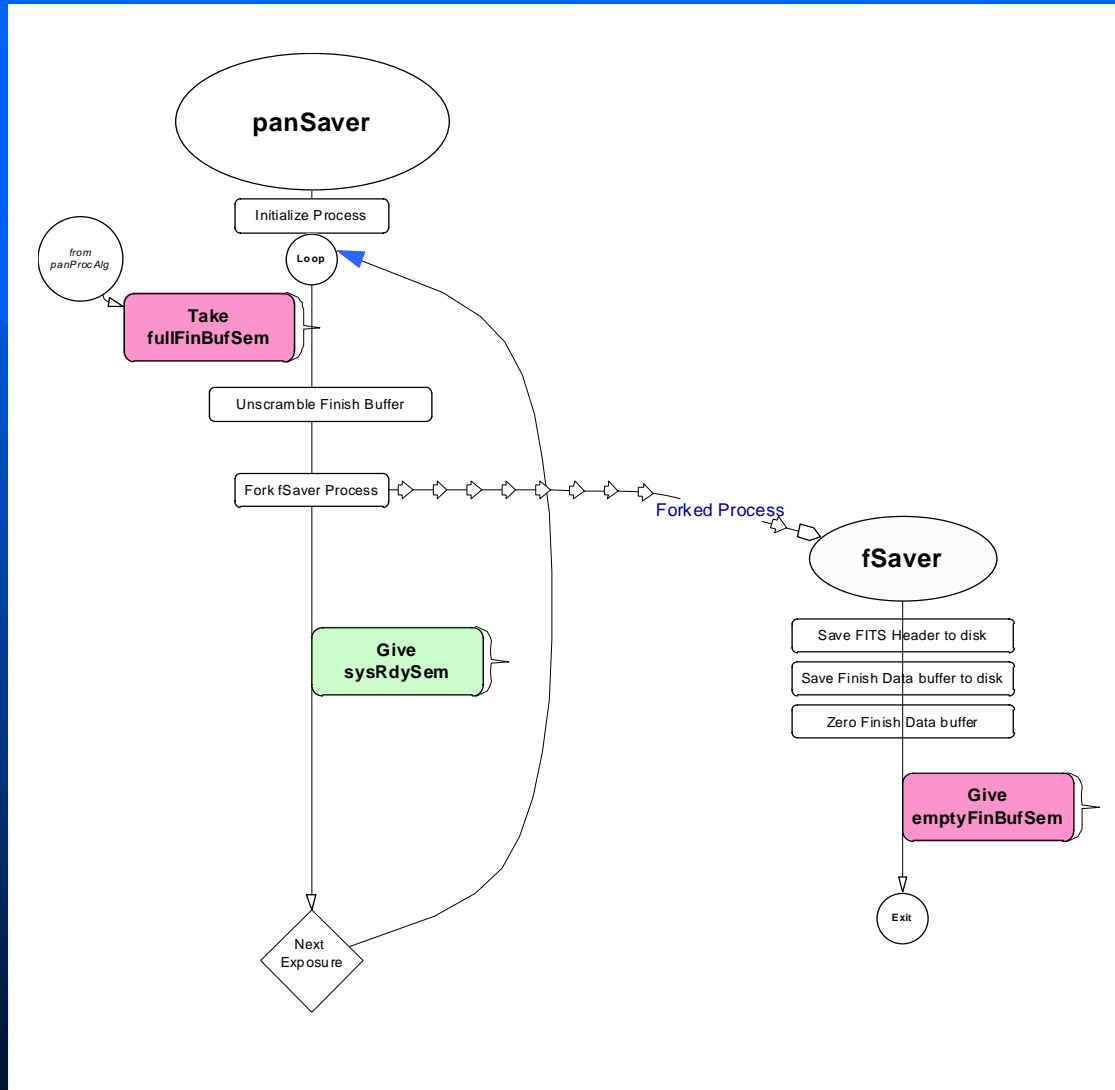 panSaver
Initialize Process
from
panProcAlg
Loop
Take
fullFinBufSem
Unscramble Finish Buffer
Fork fSaver Process
Forked Process
fSaver
Save FITS Header to disk
Give
sysRdySem
Save Finish Data buffer to disk
Zero Finish Data buffer
Give
emptyFinBufSem
Exit
Next
Exposure